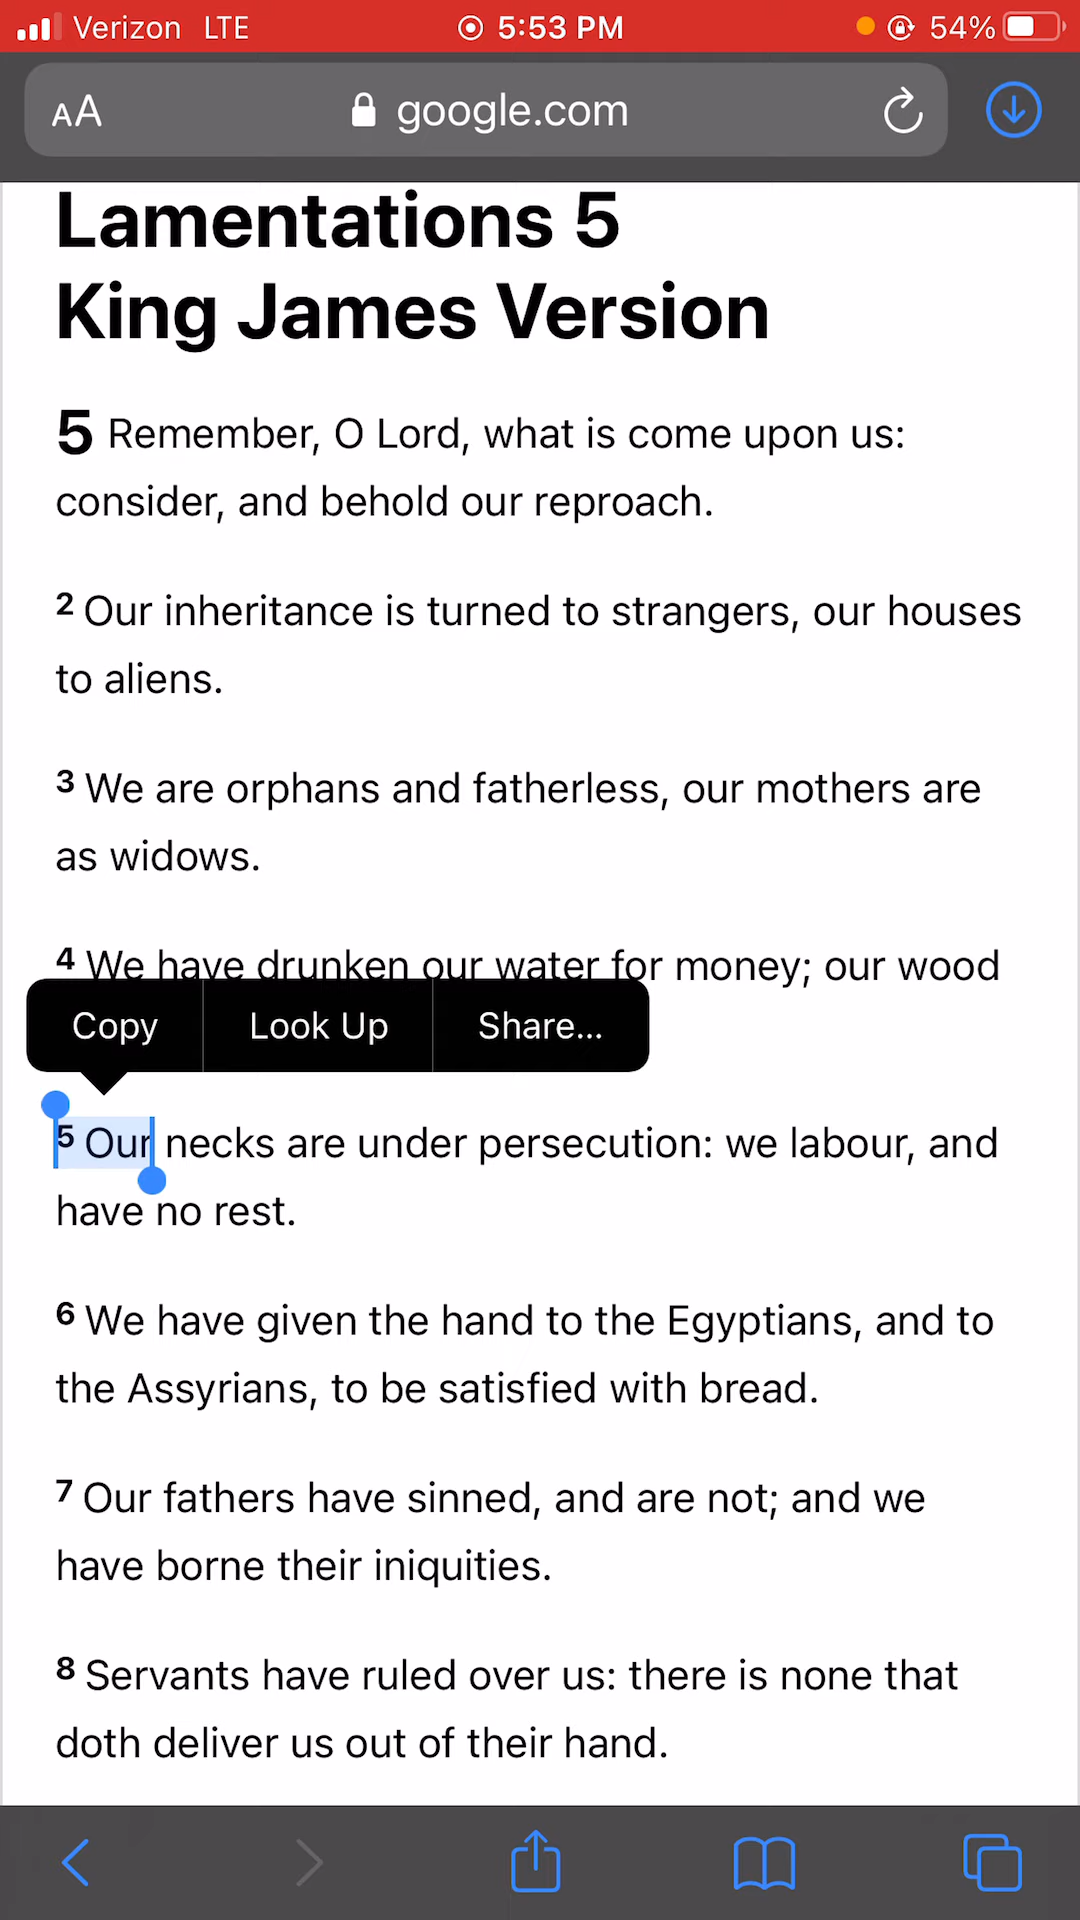 Verizon LTE 5:53 PM 54%
AA google.com
Lamentations 5
King James Version
5 Remember, O Lord, what is come upon us:
consider, and behold our reproach.
2 Our inheritance is turned to strangers, our houses
to aliens.
3 We are orphans and fatherless, our mothers are
as widows.
4 We have drunken our water for money; our wood
Copy Look Up Share...
5 Our necks are under persecution: we labour, and
have no rest.
6 We have given the hand to the Egyptians, and to
the Assyrians, to be satisfied with bread.
7 Our fathers have sinned, and are not; and we
have borne their iniquities.
8 Servants have ruled over us: there is none that
doth deliver us out of their hand.